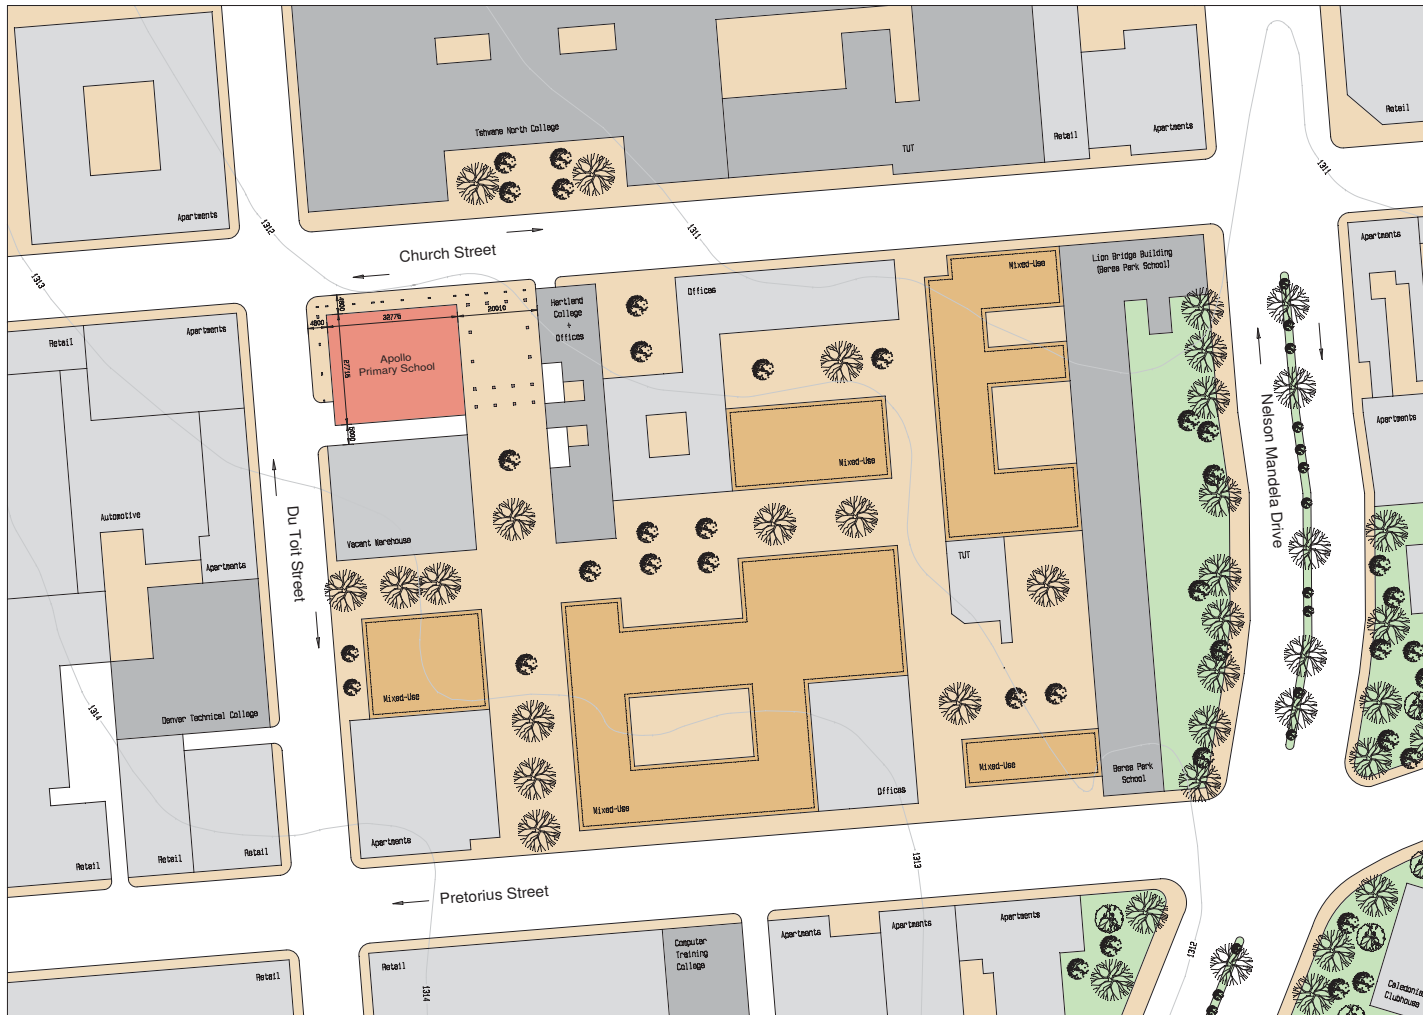 Tshwane North College
TUT
Retail
Apartments
Retail
Apartments
1312
1311
1311
1313
Church Street
Apartments
Retail
Apartments
Lion Bridge Building
(Berea Park School)
Mixed-Use
Offices
Hartland
College
+
Offices
4800
4800
32776
20010
27716
5000
Apollo
Primary School
Apartments
Mixed-Use
Nelson Mandela Drive
Automotive
Du Toit Street
Vacant Warehouse
Apartments
TUT
Mixed-Use
Denver Technical College
1314
Mixed-Use
Berea Park
School
Offices
Mixed-Use
Apartments
Retail
Retail
Retail
1313
Pretorius Street
Apartments
Apartments
Apartments
Computer
Training
College
Retail
Retail
1312
1314
Caledonia
Clubhouse